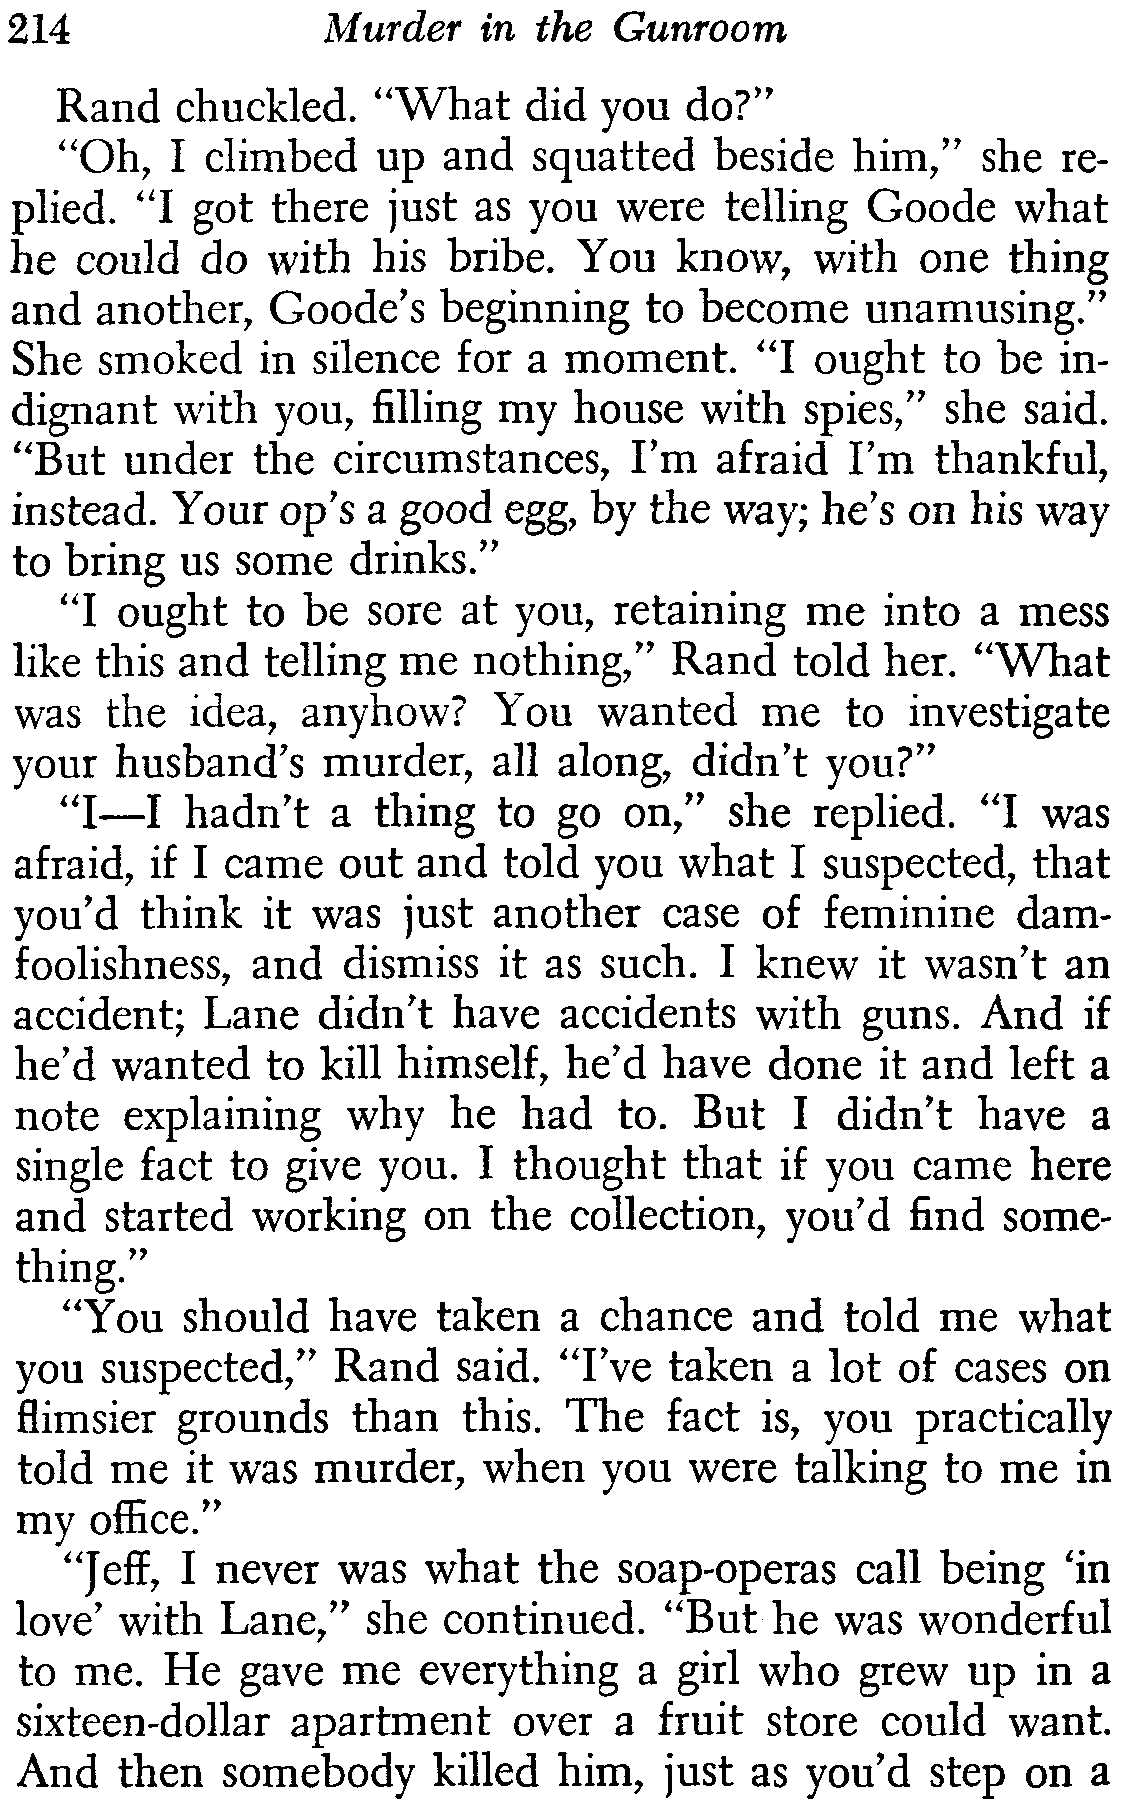 214 Murder in the Gunroom
Rand chuckled. “What did you do?”
“Oh, I climbed up and squatted beside him,” she re-
plied. “I got there just as you were telling Goode what
he could do with his bribe. You know, with one thing
and another, Goode’s beginning to become unamusing.”
She smoked in silence for a moment. “I ought to be in-
dignant with you, filling my house with spies,” she said.
“But under the circumstances, I’m afraid I’m thankful,
instead. Your op’s a good egg, by the way; he’s on his way
to bring us some drinks.”
“I ought to be sore at you, retaining me into a mess
like this and telling me nothing,” Rand told her. “What
was the idea, anyhow? You wanted me to investigate
your husband’s murder, all along, didn’t you?”
“I—I hadn’t a thing to go on,” she replied. “I was
afraid, if I came out and told you what I suspected, that
you’d think it was just another case of feminine dam-
foolishness, and dismiss it as such. I knew it wasn’t an
accident; Lane didn’t have accidents with guns. And if
he’d wanted to kill himself, he’d have done it and left a
note explaining why he had to. But I didn’t have a
single fact to give you. I thought that if you came here
and started working on the collection, you’d find some-
thing.”
“You should have taken a chance and told me what
you suspected,” Rand said. “I’ve taken a lot of cases on
flimsier grounds than this. The fact is, you practically
told me it was murder, when you were talking to me in
my office.”
“Jeff, I never was what the soap-operas call being ‘in
love’ with Lane,” she continued. “But he was wonderful
to me. He gave me everything a girl who grew up in a
sixteen-dollar apartment over a fruit store could want.
And then somebody killed him, just as you’d step on a